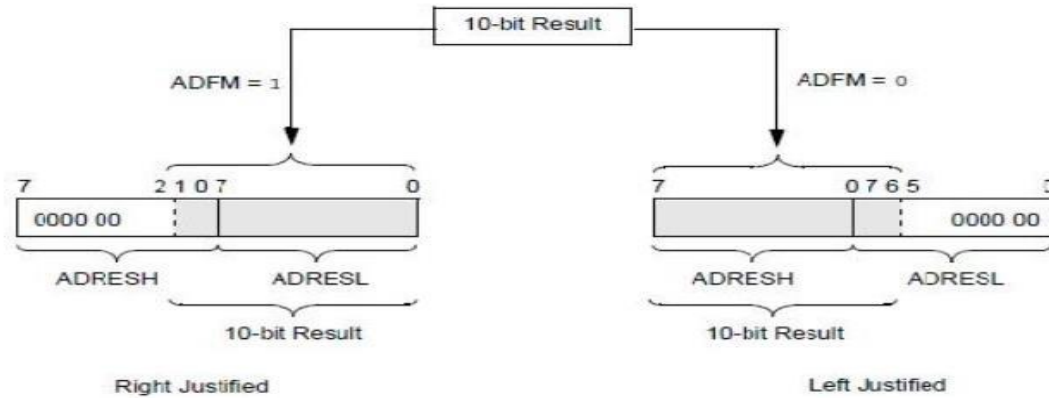 10-bit Result
ADFM = 1
ADFM = 0
7 2 1 0 7 0
7 0 7 6 5
0000 00
0000 00
ADRESH ADRESL
ADRESH ADRESL
10-bit Result
10-bit Result
Right Justified
Left Justified